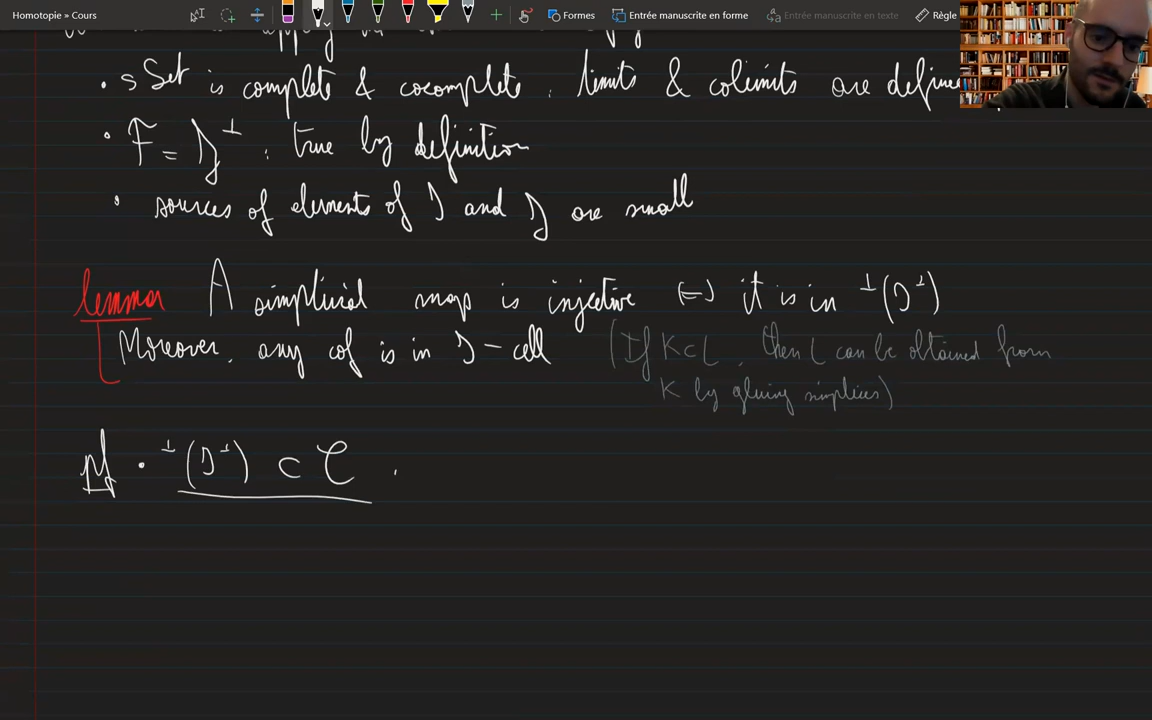 Homotopie » Cours
Formes
Entrée manuscrite en forme
Entrée manuscrite en texte
Règle
apply
• sSet is complete & cocomplete. limits & colimits are define
• F = J^⊥ : true by definition
• sources of elements of I and J are small
lemma A simplicial map is injective ⇔ it is in ^⊥(I^⊥)
Moreover, any cof is in I-cell (If K⊂L, then L can be obtained from
K by gluing simplices)
pf • ^⊥(I^⊥) ⊂ C.